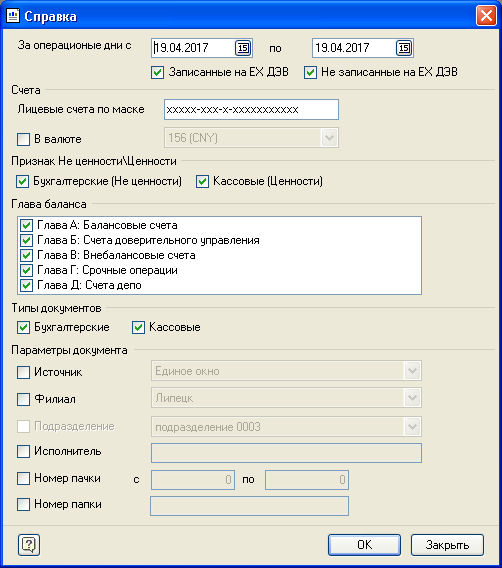 Справка
За операционые дни с 19.04.2017 15 по 19.04.2017 15
Записанные на ЕХ ДЭВ Не записанные на ЕХ ДЭВ
Счета
Лицевые счета по маске xxxxx-xxx-x-xxxxxxxxxxx
В валюте 156 (CNY)
Признак Не ценности\Ценности
Бухгалтерские (Не ценности) Кассовые (Ценности)
Глава баланса
Глава А: Балансовые счета
Глава Б: Счета доверительного управления
Глава В: Внебалансовые счета
Глава Г: Срочные операции
Глава Д: Счета депо
Типы документов
Бухгалтерские Кассовые
Параметры документа
Источник Единое окно
Филиал Липецк
Подразделение подразделение 0003
Исполнитель
Номер пачки с 0 по 0
Номер папки
? OK Закрыть